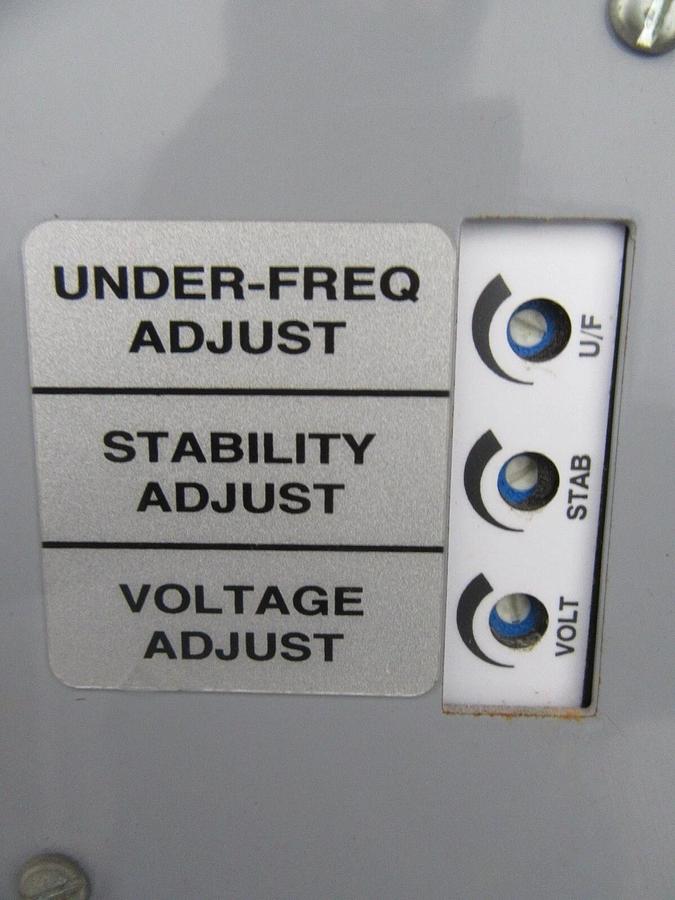 UNDER-FREQ
ADJUST
U/F
STABILITY
ADJUST
STAB
VOLTAGE
ADJUST
VOLT